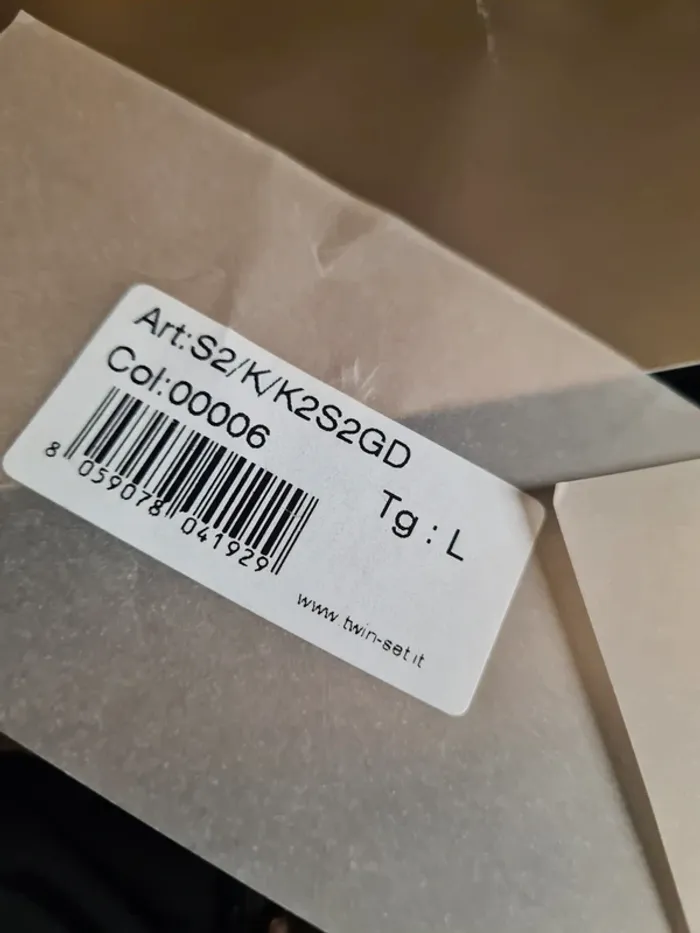 Art:S2/K/K2S2GD
Col:00006
Tg : L
8 059078 041929
www.twin-set.it